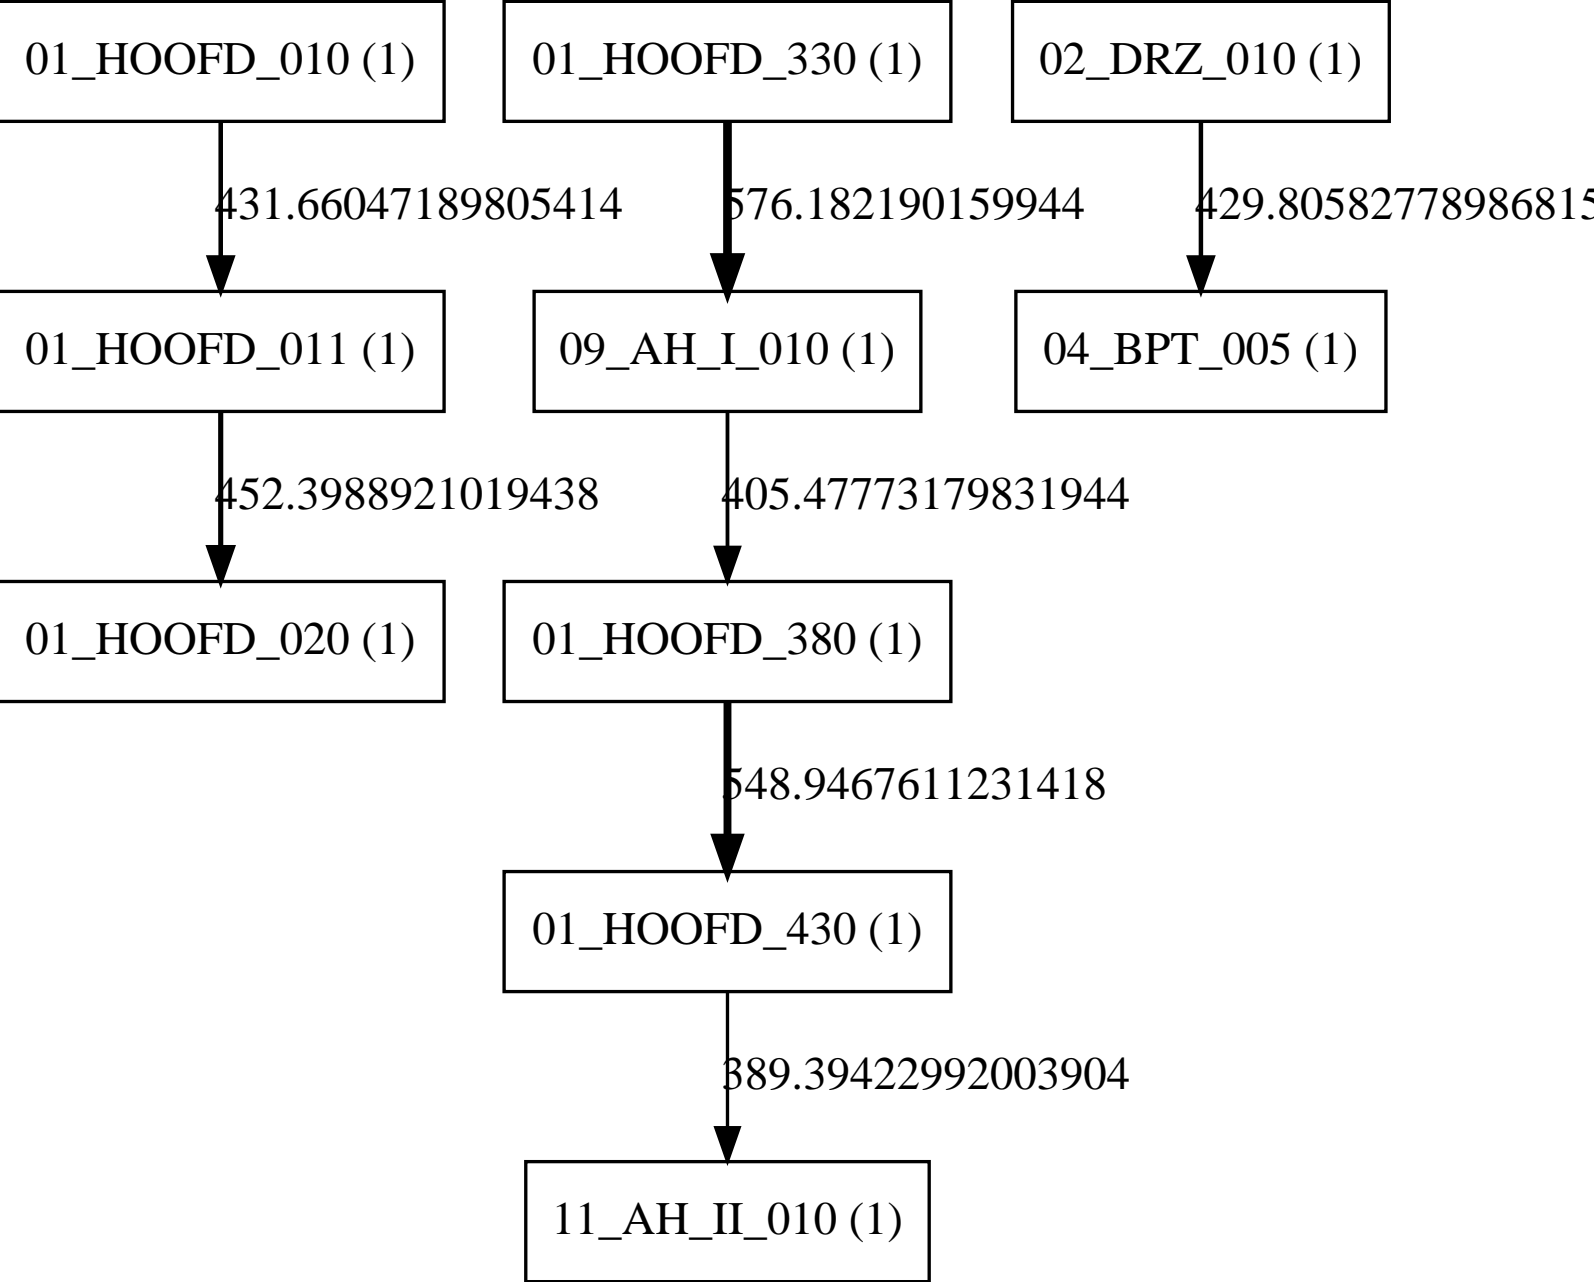 01_HOOFD_010 (1)
01_HOOFD_330 (1)
02_DRZ_010 (1)
431.66047189805414
576.182190159944
429.80582778986815
01_HOOFD_011 (1)
09_AH_I_010 (1)
04_BPT_005 (1)
452.3988921019438
405.47773179831944
01_HOOFD_020 (1)
01_HOOFD_380 (1)
548.9467611231418
01_HOOFD_430 (1)
389.39422992003904
11_AH_II_010 (1)